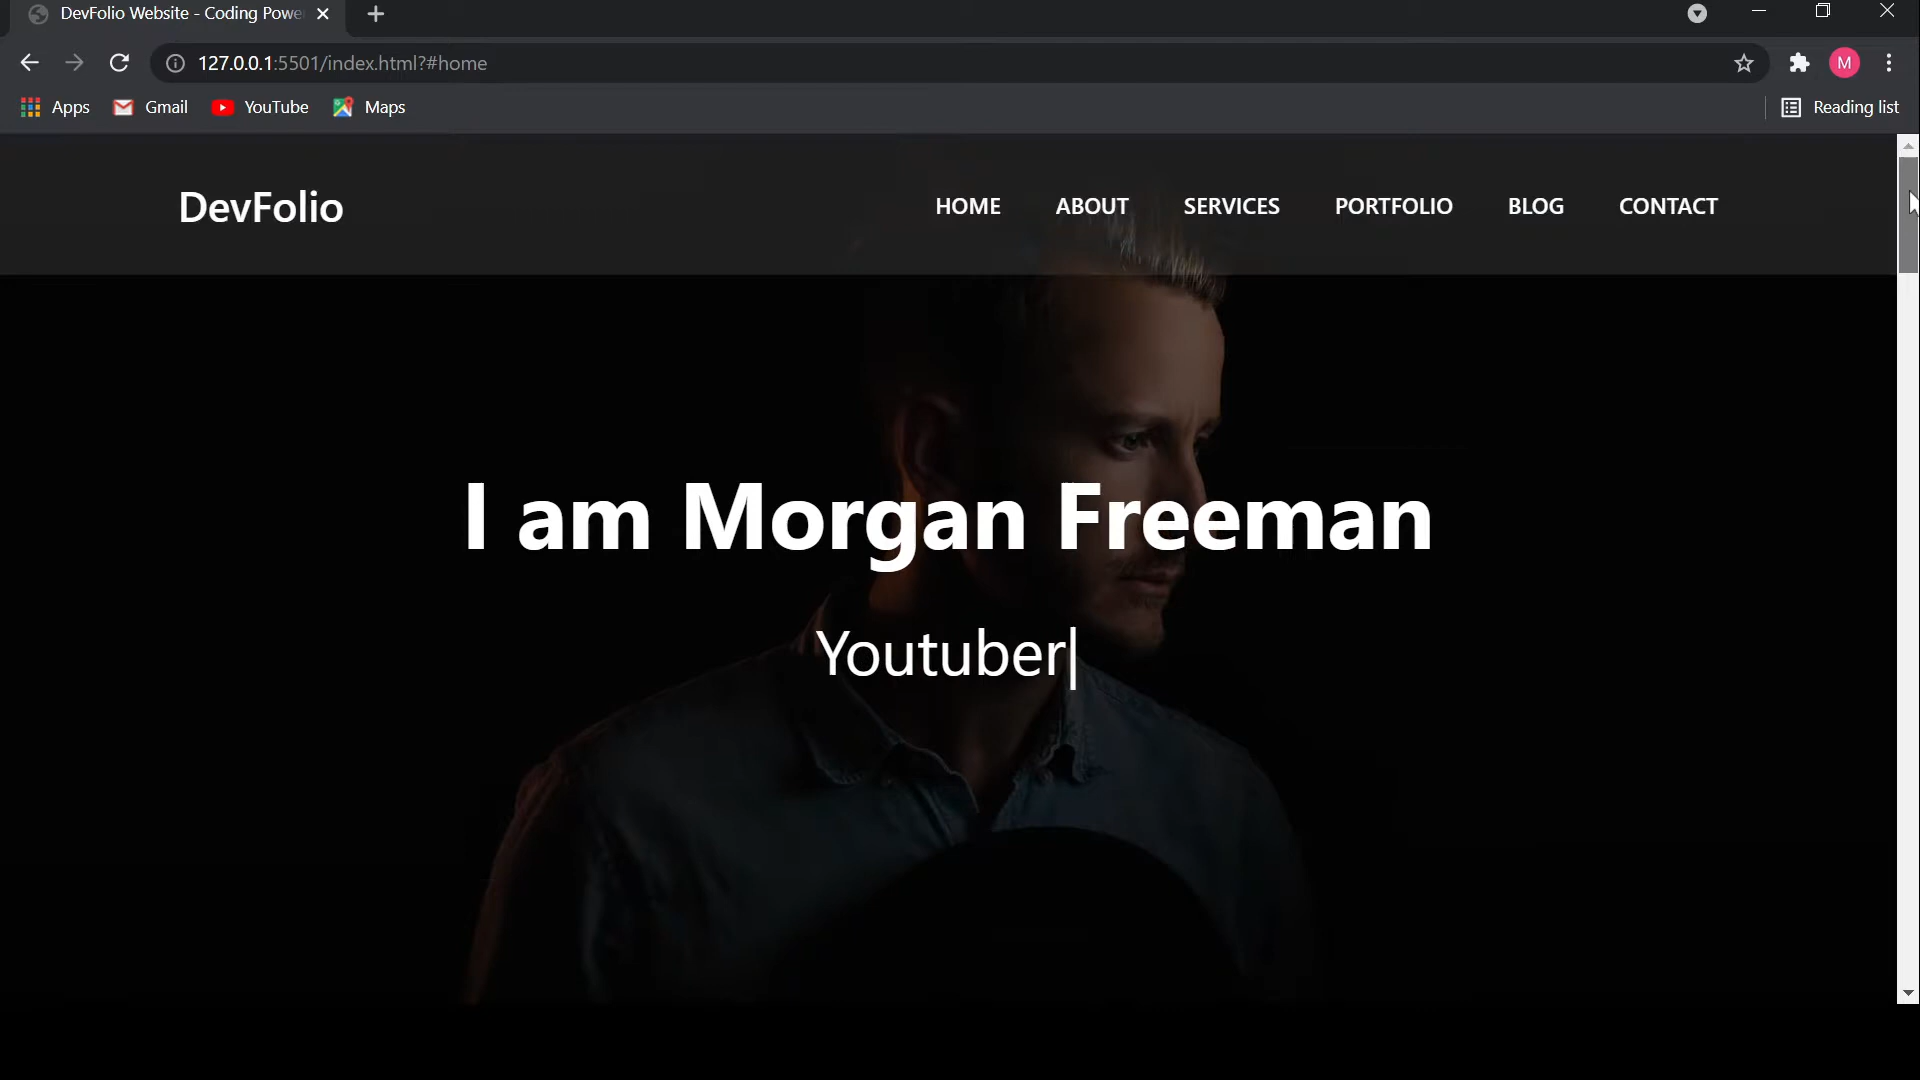 DevFolio Website - Coding Powe
127.0.0.1:5501/index.html?#home
M
Apps Gmail YouTube Maps Reading list
DevFolio HOME ABOUT SERVICES PORTFOLIO BLOG CONTACT
I am Morgan Freeman
Youtuber|